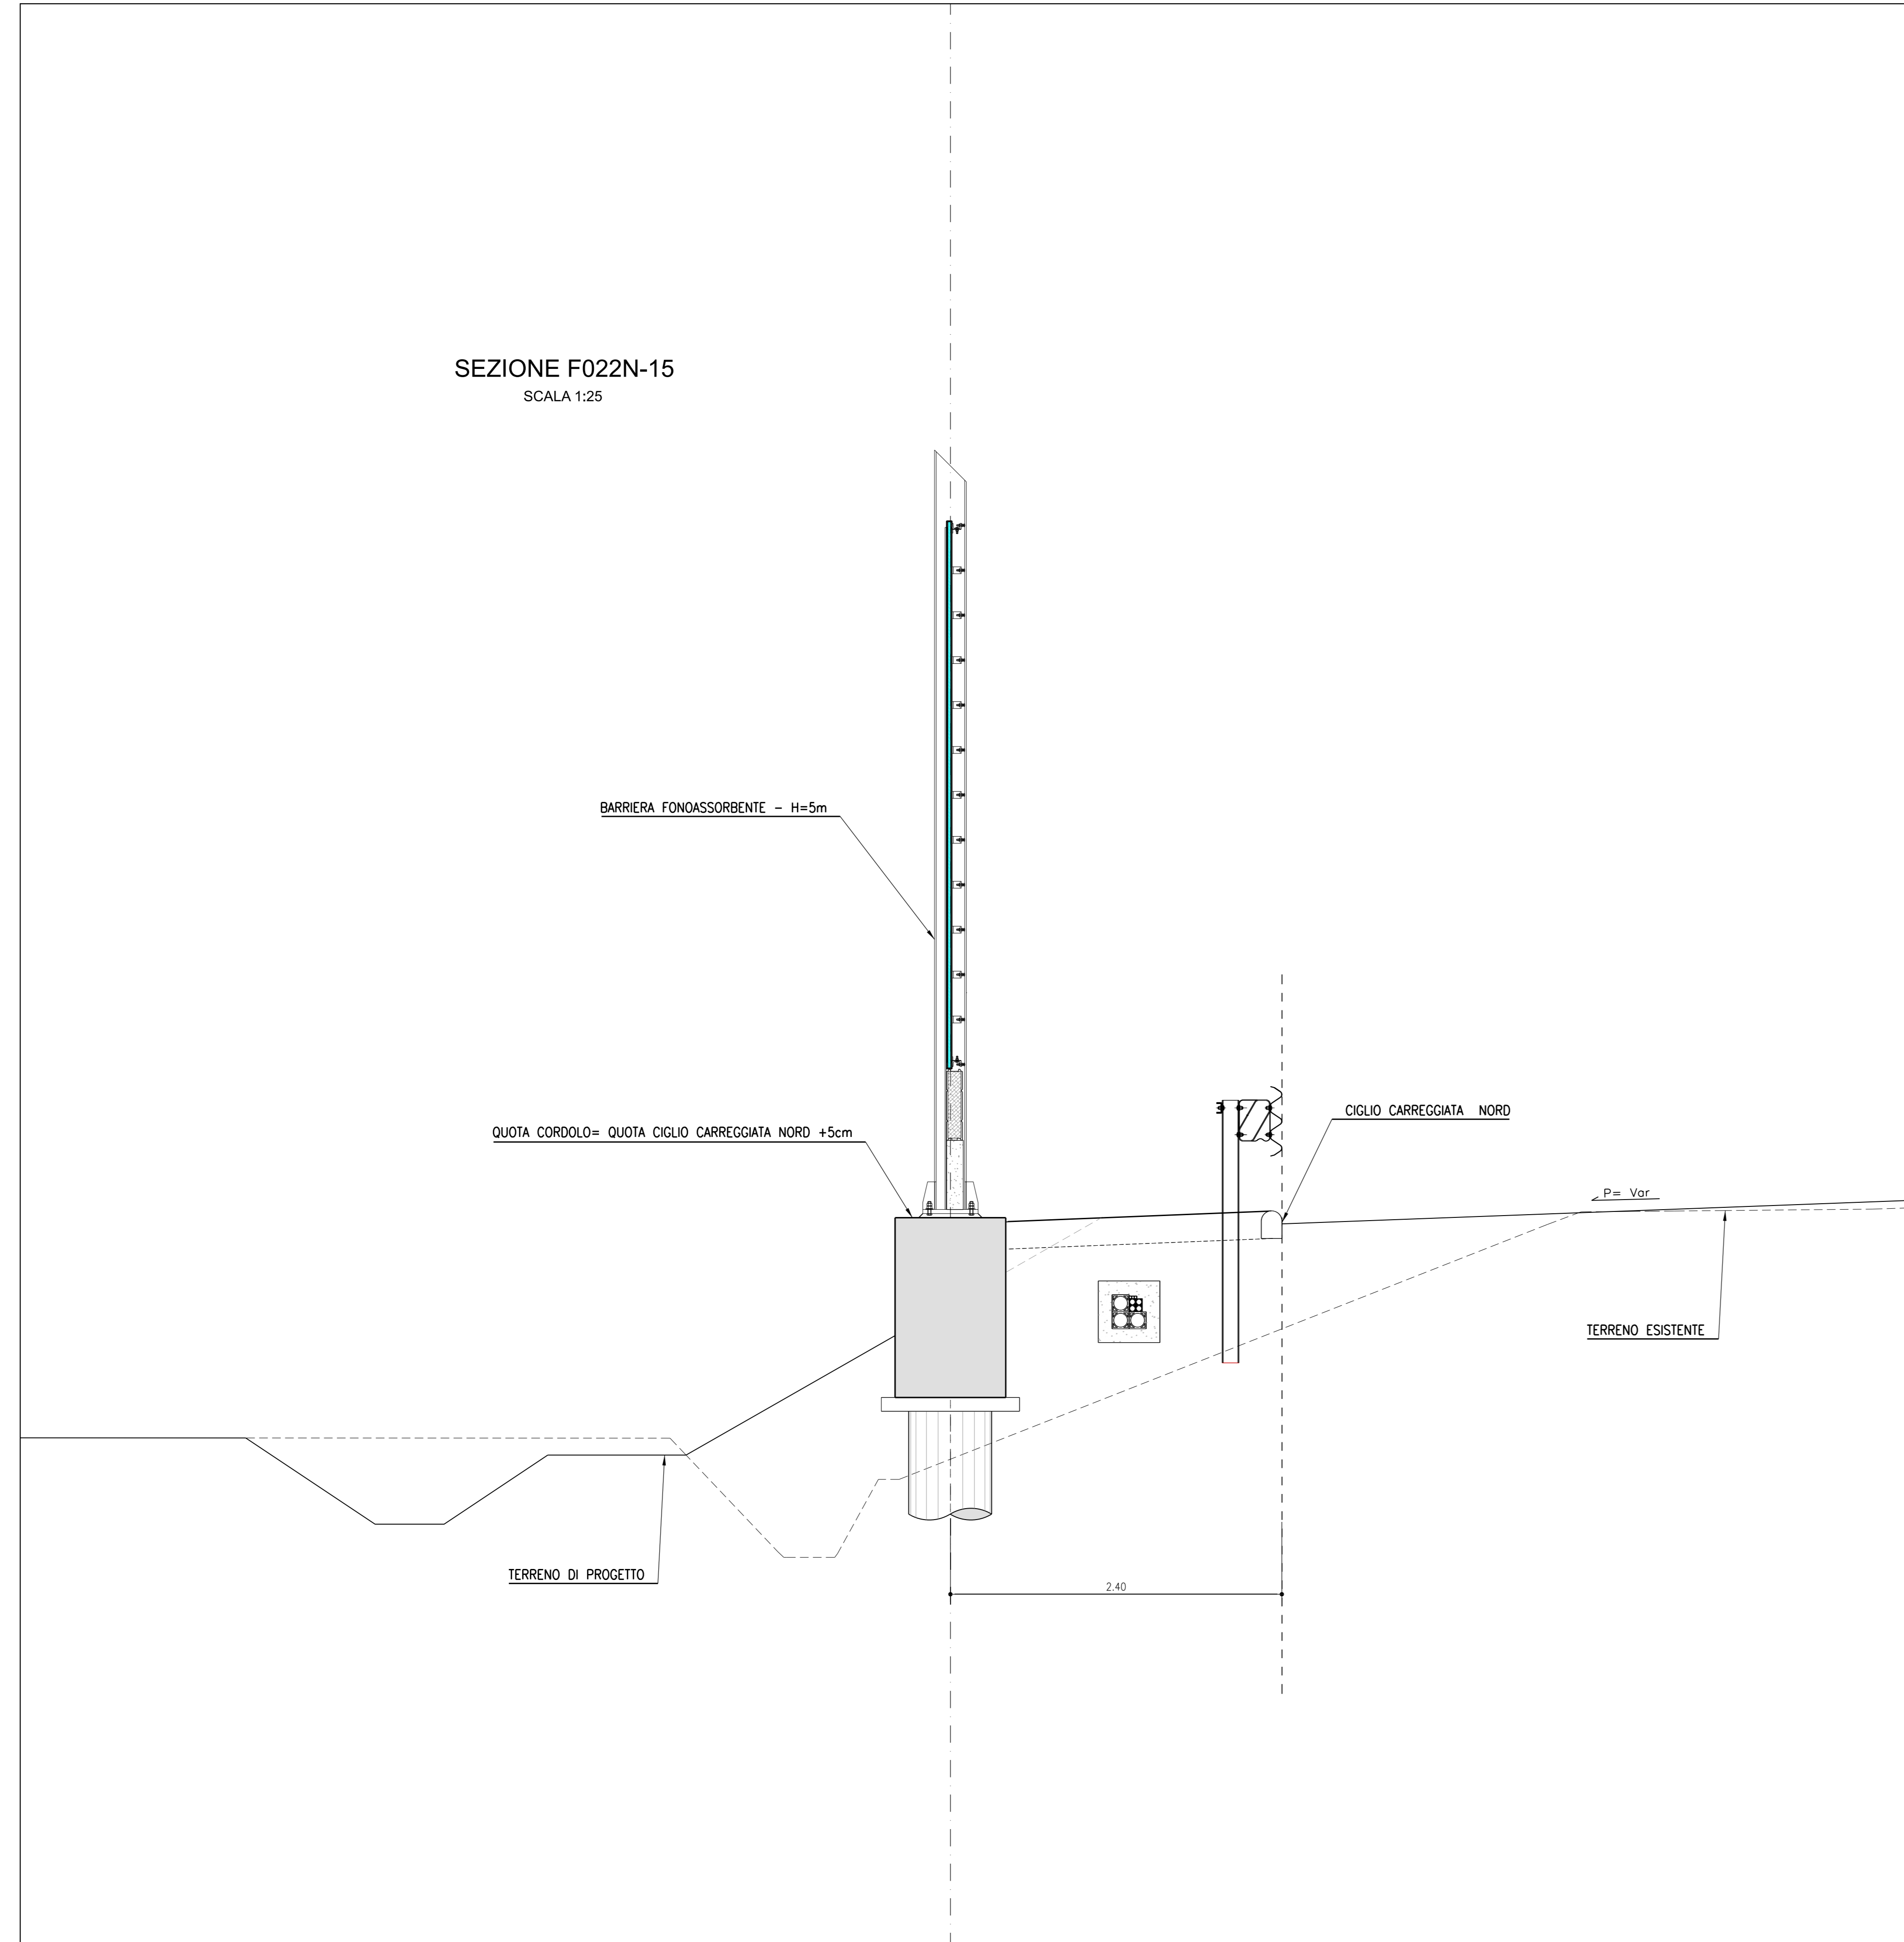 SEZIONE F022N-15
SCALA 1:25
BARRIERA FONOASSORBENTE - H=5m
QUOTA CORDOLO= QUOTA CIGLIO CARREGGIATA NORD +5cm
CIGLIO CARREGGIATA NORD
P= Var
TERRENO ESISTENTE
TERRENO DI PROGETTO
2.40